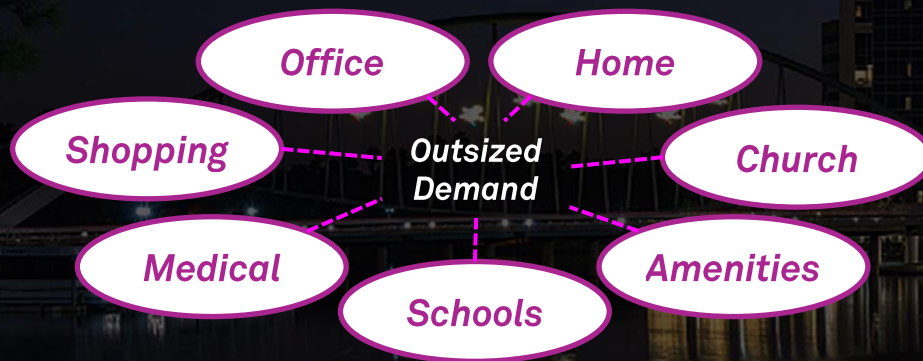 Office
Home
Shopping
Outsized
Demand
Church
Medical
Amenities
Schools